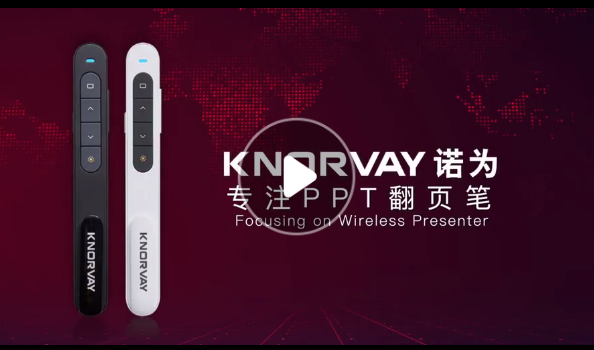 KNORVAY 诺为
专注PPT翻页笔
Focusing on Wireless Presenter
KNORVAY
KNORVAY